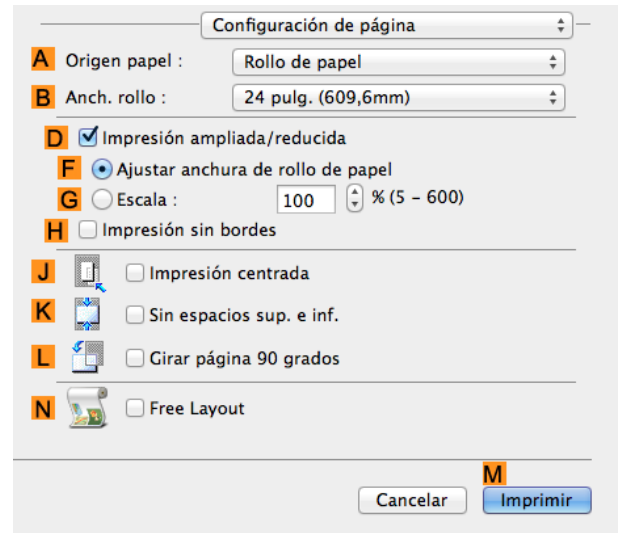 Configuración de página
A Origen papel : Rollo de papel
B Anch. rollo : 24 pulg. (609,6mm)
D Impresión ampliada/reducida
F Ajustar anchura de rollo de papel
G Escala : 100 % (5 – 600)
H Impresión sin bordes
J Impresión centrada
K Sin espacios sup. e inf.
L Girar página 90 grados
N Free Layout
M
Cancelar Imprimir